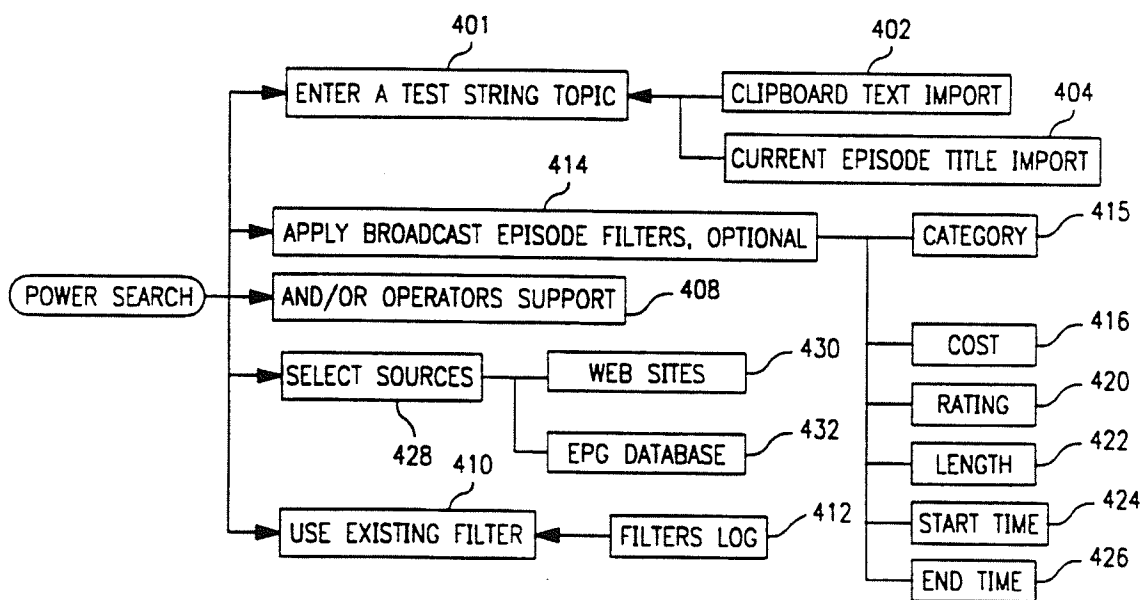 401
402
ENTER A TEST STRING TOPIC
CLIPBOARD TEXT IMPORT
404
CURRENT EPISODE TITLE IMPORT
414
415
APPLY BROADCAST EPISODE FILTERS, OPTIONAL
CATEGORY
POWER SEARCH
AND/OR OPERATORS SUPPORT
408
416
COST
430
SELECT SOURCES
WEB SITES
420
RATING
428
432
EPG DATABASE
422
LENGTH
410
424
START TIME
USE EXISTING FILTER
FILTERS LOG
412
426
END TIME